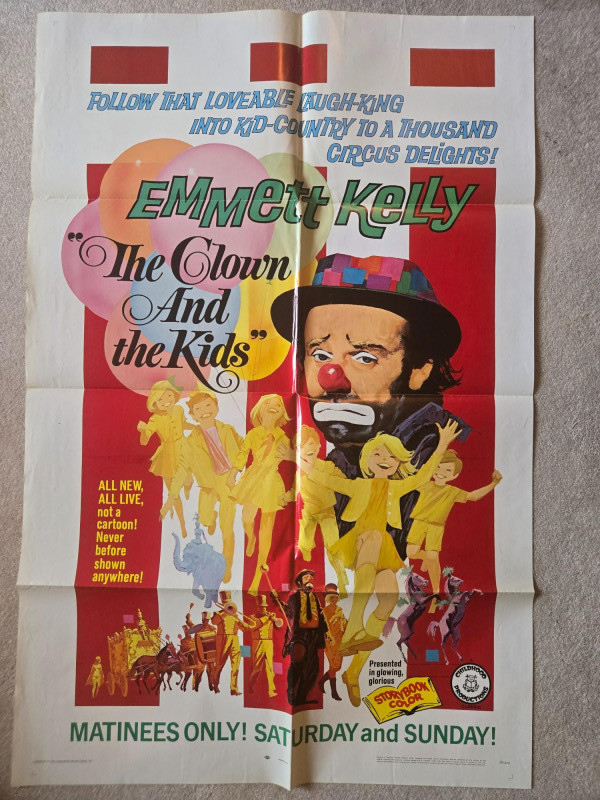 FOLLOW THAT LOVEABLE LAUGH-KING
INTO KID-COUNTRY TO A THOUSAND
CIRCUS DELIGHTS!
EMMett Kelly
"The Clown
And
the Kids"
ALL NEW,
ALL LIVE,
not a
cartoon!
Never
before
shown
anywhere!
Presented
in glowing,
glorious
STORYBOOK
COLOR
CHILDHOOD
PRODUCTIONS
MATINEES ONLY! SATURDAY and SUNDAY!